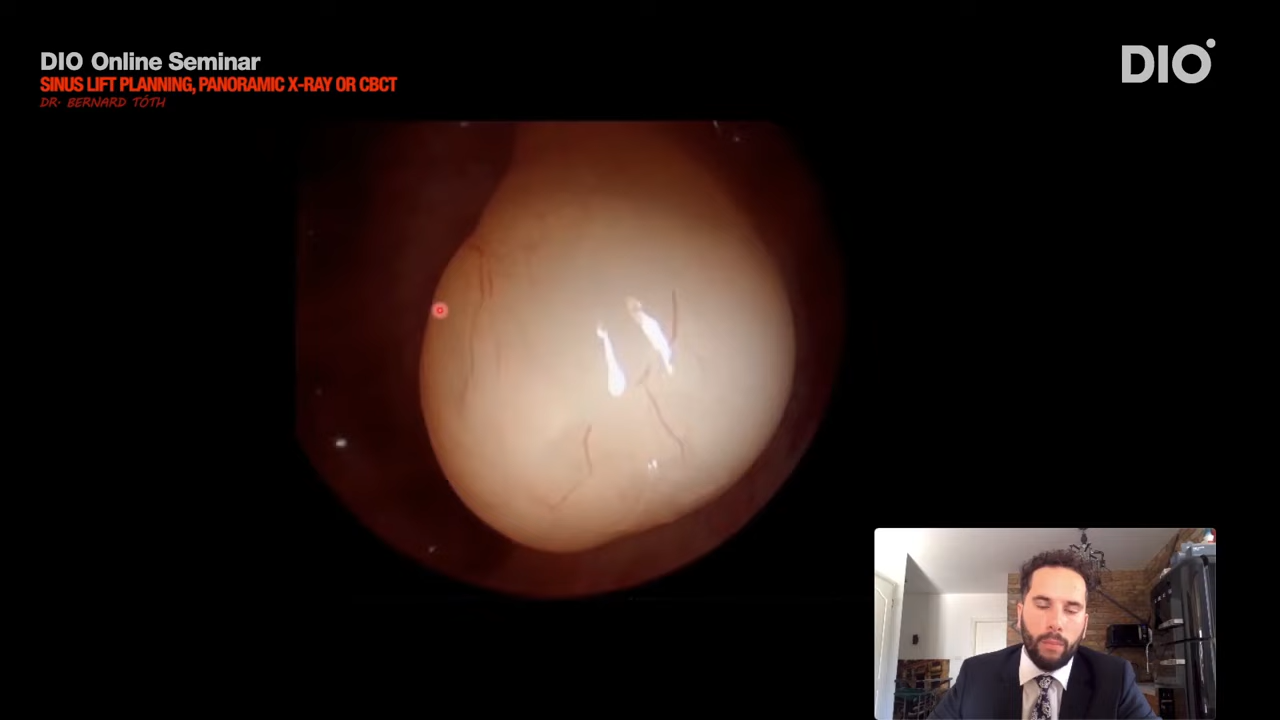 DIO Online Seminar
SINUS LIFT PLANNING, PANORAMIC X-RAY OR CBCT
DR. BERNARD TÓTH
DIO